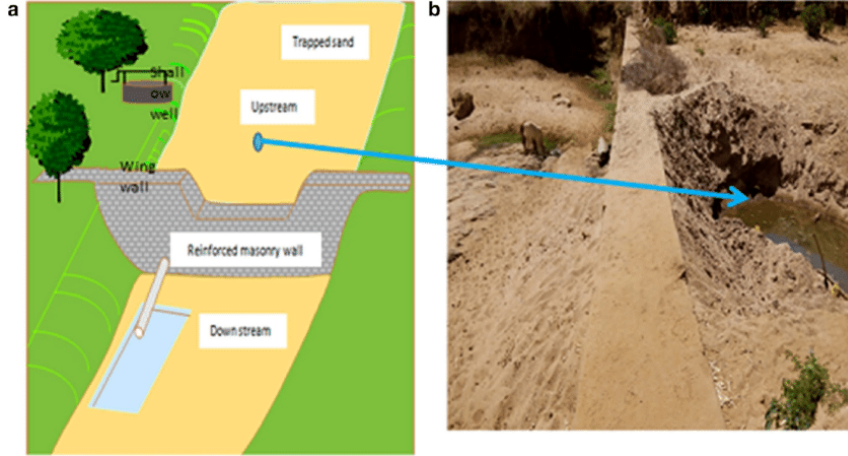 a
b
Trapped sand
Shall
ow
well
Upstream
Wing
wall
Reinforced masonry wall
Down stream